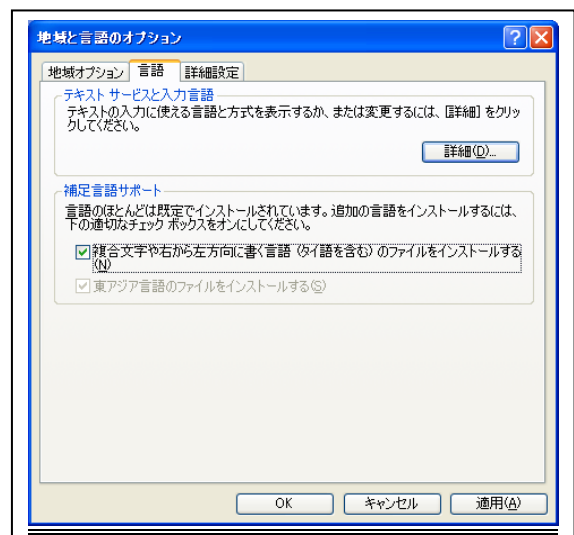 地域と言語のオプション
地域オプション 言語 詳細設定
テキスト サービスと入力言語
テキストの入力に使える言語と方式を表示するか、または変更するには、[詳細] をクリッ
クしてください。
詳細(D)...
補足言語サポート
言語のほとんどは既定でインストールされています。追加の言語をインストールするには、
下の適切なチェック ボックスをオンにしてください。
複合文字や右から左方向に書く言語 (タイ語を含む) のファイルをインストールする
(N)
東アジア言語のファイルをインストールする(S)
OK キャンセル 適用(A)